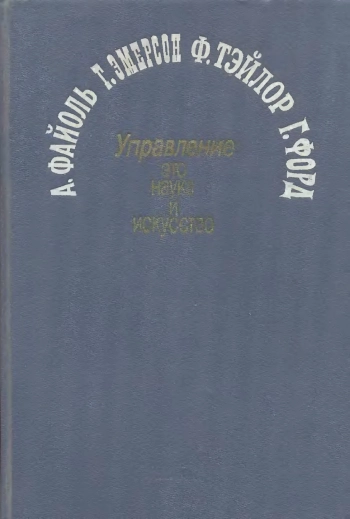 А. ФАЙОЛЬ Г. ЭМЕРСОН Ф. ТЭЙЛОР Г. ФОРД
Управление
это
наука
и
искусство